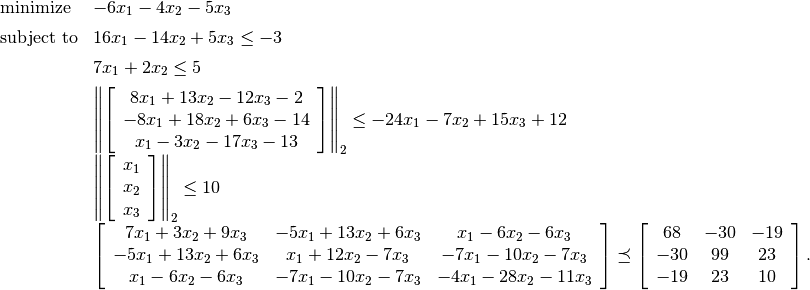 minimize −6x₁ − 4x₂ − 5x₃
subject to 16x₁ − 14x₂ + 5x₃ ≤ −3
7x₁ + 2x₂ ≤ 5
‖[ 8x₁ + 13x₂ − 12x₃ − 2
−8x₁ + 18x₂ + 6x₃ − 14
x₁ − 3x₂ − 17x₃ − 13 ]‖₂ ≤ −24x₁ − 7x₂ + 15x₃ + 12
‖[ x₁
x₂
x₃ ]‖₂ ≤ 10
[ 7x₁ + 3x₂ + 9x₃ −5x₁ + 13x₂ + 6x₃ x₁ − 6x₂ − 6x₃
−5x₁ + 13x₂ + 6x₃ x₁ + 12x₂ − 7x₃ −7x₁ − 10x₂ − 7x₃
x₁ − 6x₂ − 6x₃ −7x₁ − 10x₂ − 7x₃ −4x₁ − 28x₂ − 11x₃ ] ⪯ [ 68 −30 −19
−30 99 23
−19 23 10 ].